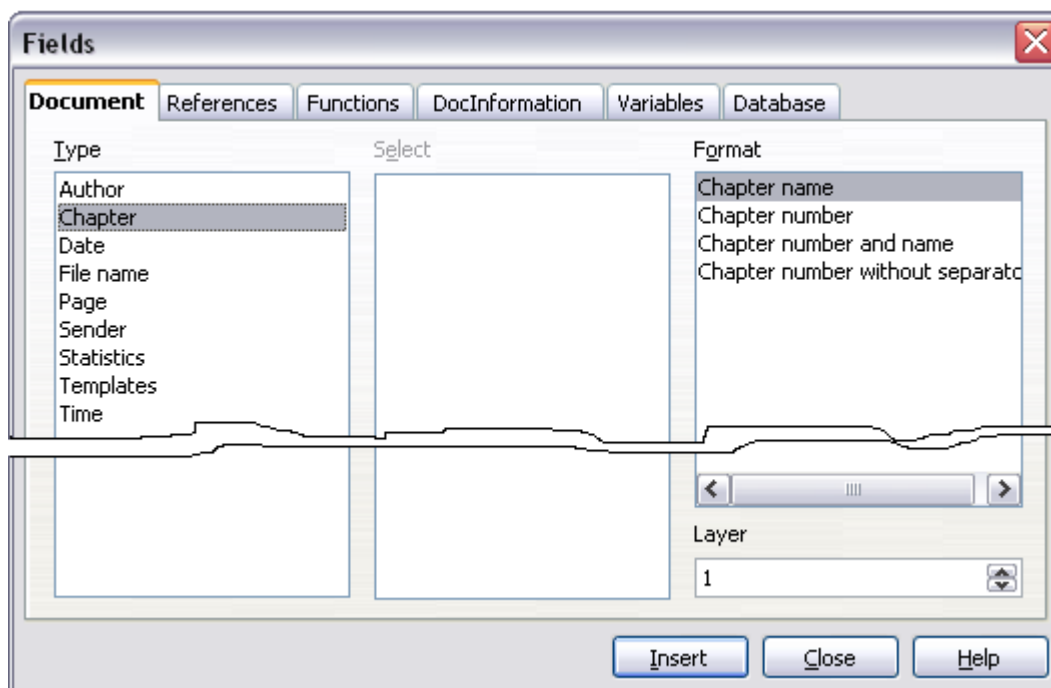 Fields
Document References Functions DocInformation Variables Database
Type Select Format
Author
Chapter
Date
File name
Page
Sender
Statistics
Templates
Time
Chapter name
Chapter number
Chapter number and name
Chapter number without separato
Layer
1
Insert Close Help